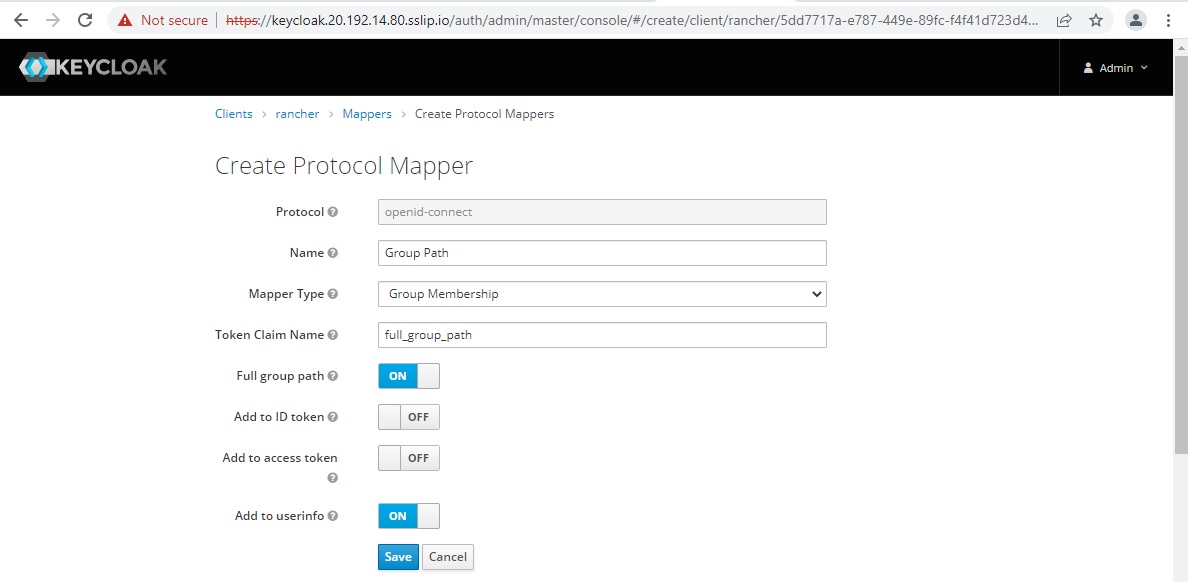 Not secure | https://keycloak.20.192.14.80.sslip.io/auth/admin/master/console/#/create/client/rancher/5dd7717a-e787-449e-89fc-f4f41d723d4...
KEYCLOAK
Admin
Clients > rancher > Mappers > Create Protocol Mappers
Create Protocol Mapper
Protocol openid-connect
Name Group Path
Mapper Type Group Membership
Token Claim Name full_group_path
Full group path ON
Add to ID token OFF
Add to access token OFF
Add to userinfo ON
Save Cancel